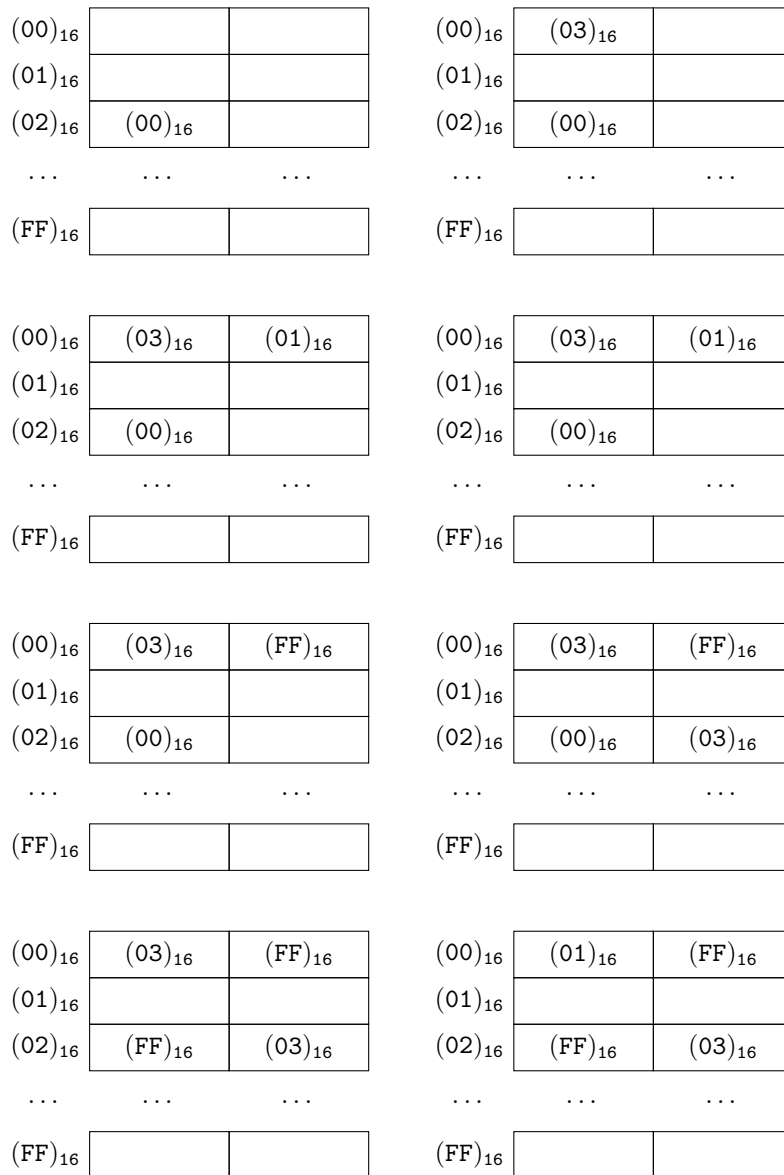 (00)₁₆ (00)₁₆ (03)₁₆
(01)₁₆ (01)₁₆
(02)₁₆ (00)₁₆ (02)₁₆ (00)₁₆
... ... ... ... ... ...
(FF)₁₆ (FF)₁₆
(00)₁₆ (03)₁₆ (01)₁₆ (00)₁₆ (03)₁₆ (01)₁₆
(01)₁₆ (01)₁₆
(02)₁₆ (00)₁₆ (02)₁₆ (00)₁₆
... ... ... ... ... ...
(FF)₁₆ (FF)₁₆
(00)₁₆ (03)₁₆ (FF)₁₆ (00)₁₆ (03)₁₆ (FF)₁₆
(01)₁₆ (01)₁₆
(02)₁₆ (00)₁₆ (02)₁₆ (00)₁₆ (03)₁₆
... ... ... ... ... ...
(FF)₁₆ (FF)₁₆
(00)₁₆ (03)₁₆ (FF)₁₆ (00)₁₆ (01)₁₆ (FF)₁₆
(01)₁₆ (01)₁₆
(02)₁₆ (FF)₁₆ (03)₁₆ (02)₁₆ (FF)₁₆ (03)₁₆
... ... ... ... ... ...
(FF)₁₆ (FF)₁₆